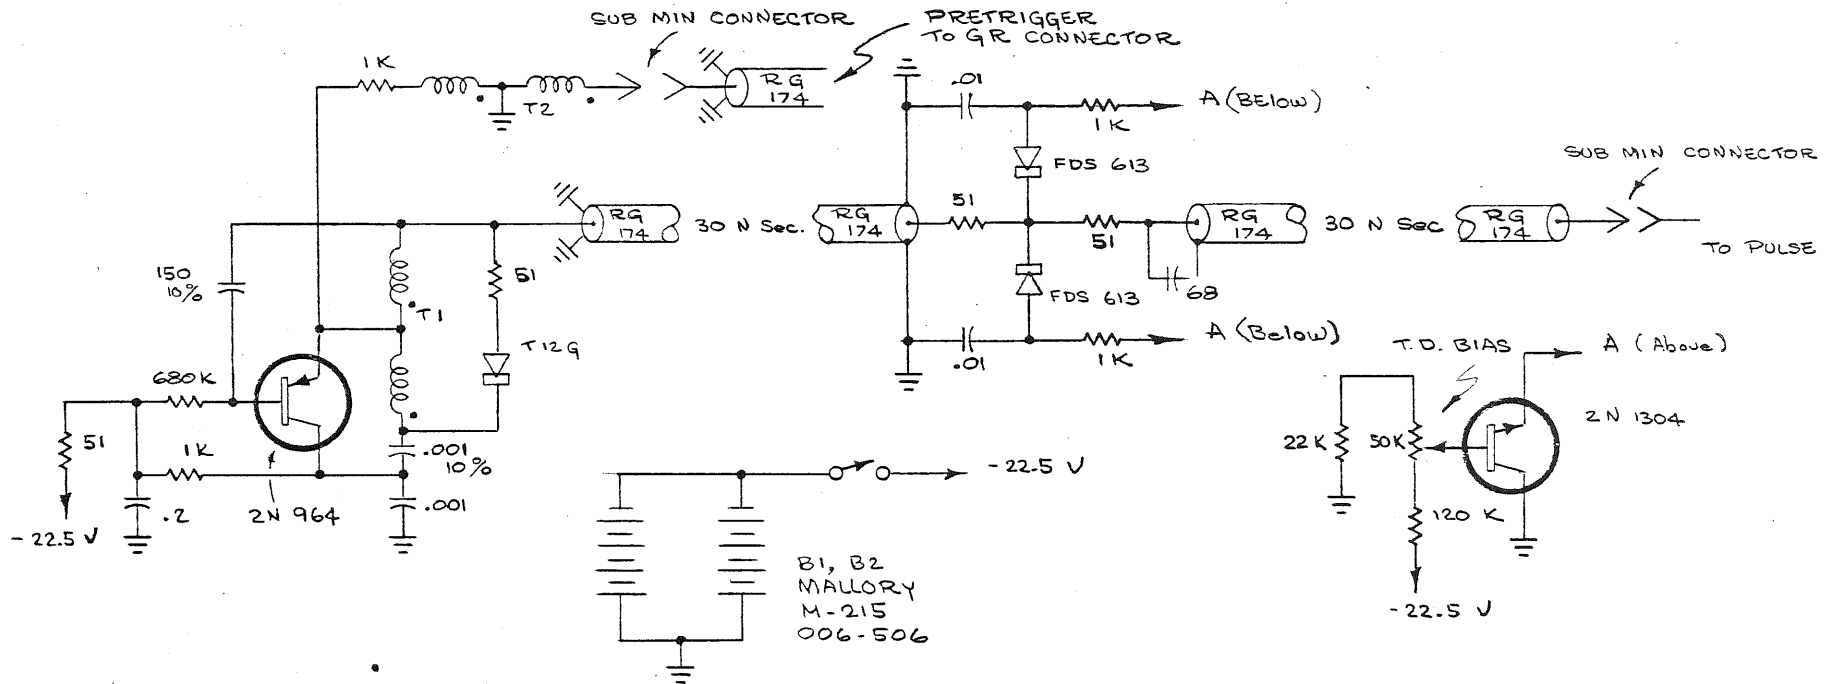 SUB MIN CONNECTOR
PRETRIGGER
TO GR CONNECTOR
1K
T2
RG
174
.01
1K
A (BELOW)
FDS 613
SUB MIN CONNECTOR
RG
174
30 N Sec.
RG
174
51
51
RG
174
30 N Sec
RG
174
TO PULSE
150
10%
51
T1
68
FDS 613
T12G
.01
1K
A (Below)
T.D. BIAS
A (Above)
680K
51
1K
.001
10%
.2
2N 964
.001
-22.5 V
-22.5 V
22K
50K
2N 1304
120 K
-22.5 V
B1, B2
MALLORY
M-215
006-506